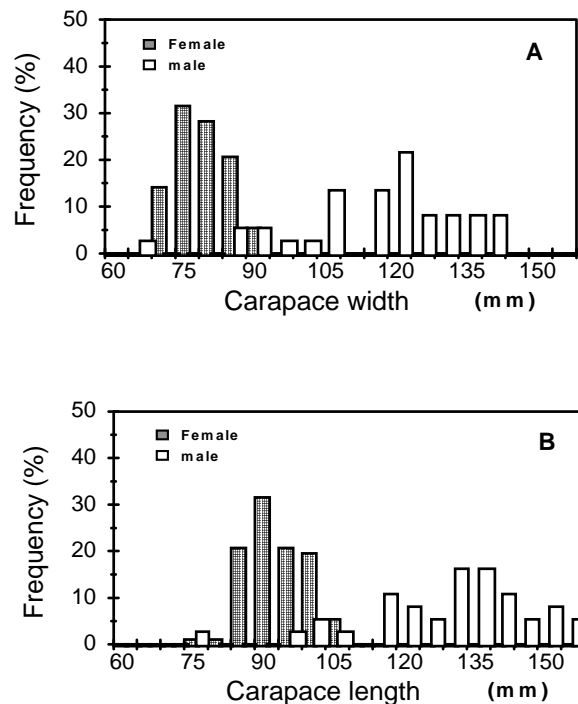 50
Female
A
male
40
30
20
10
0
Frequency (%)
60 75 90 105 120 135 150
Carapace width (mm)
50
Female
B
male
40
30
20
10
0
Frequency (%)
60 75 90 105 120 135 150
Carapace length (mm)